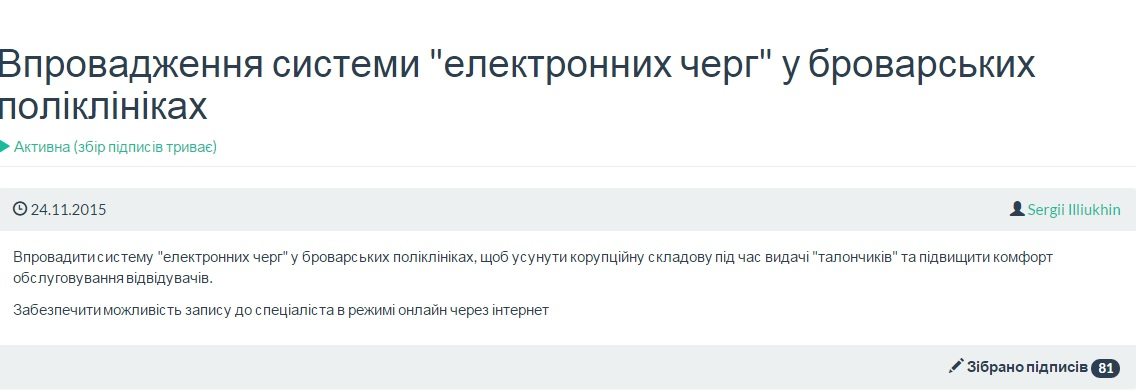 Впровадження системи "електронних черг" у броварських
поліклініках
Активна (збір підписів триває)
24.11.2015
Sergii Illiukhin
Впровадити систему "електронних черг" у броварських поліклініках, щоб усунути корупційну складову під час видачі "талончиків" та підвищити комфорт
обслуговування відвідувачів.
Забезпечити можливість запису до спеціаліста в режимі онлайн через інтернет
Зібрано підписів 81